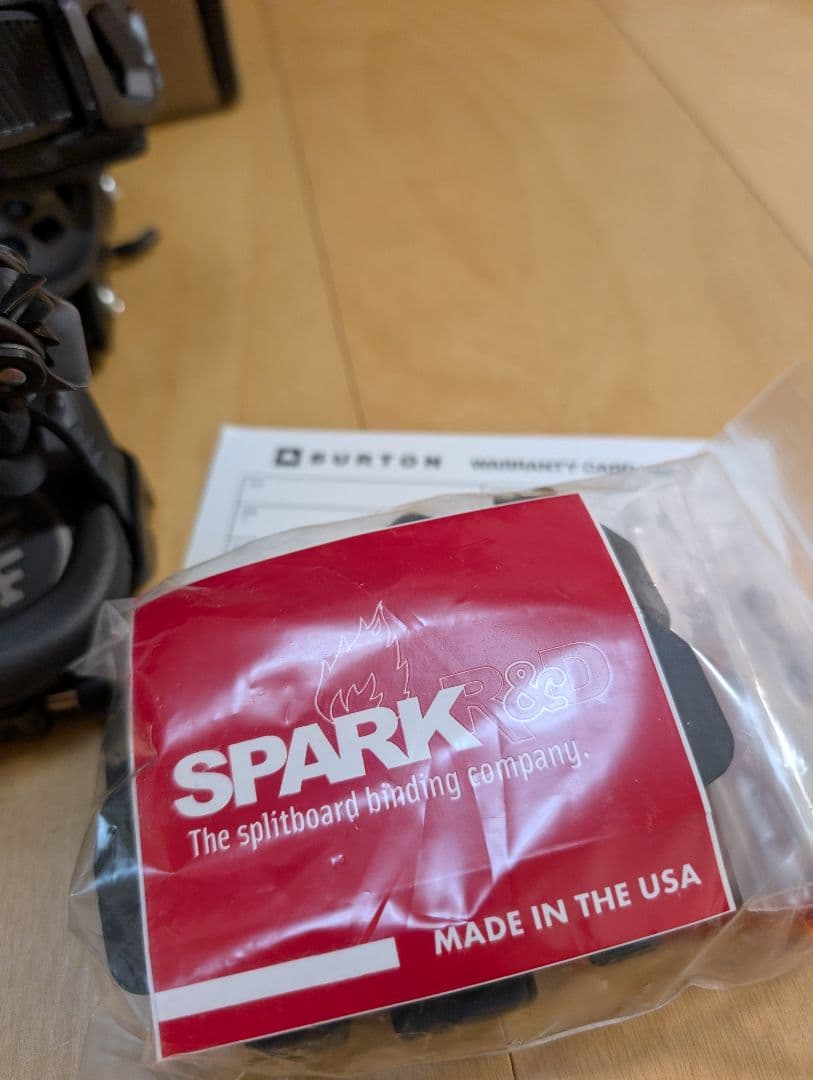 BURTON WARRANTY CARD
SPARK R&D
The splitboard binding company.
MADE IN THE USA